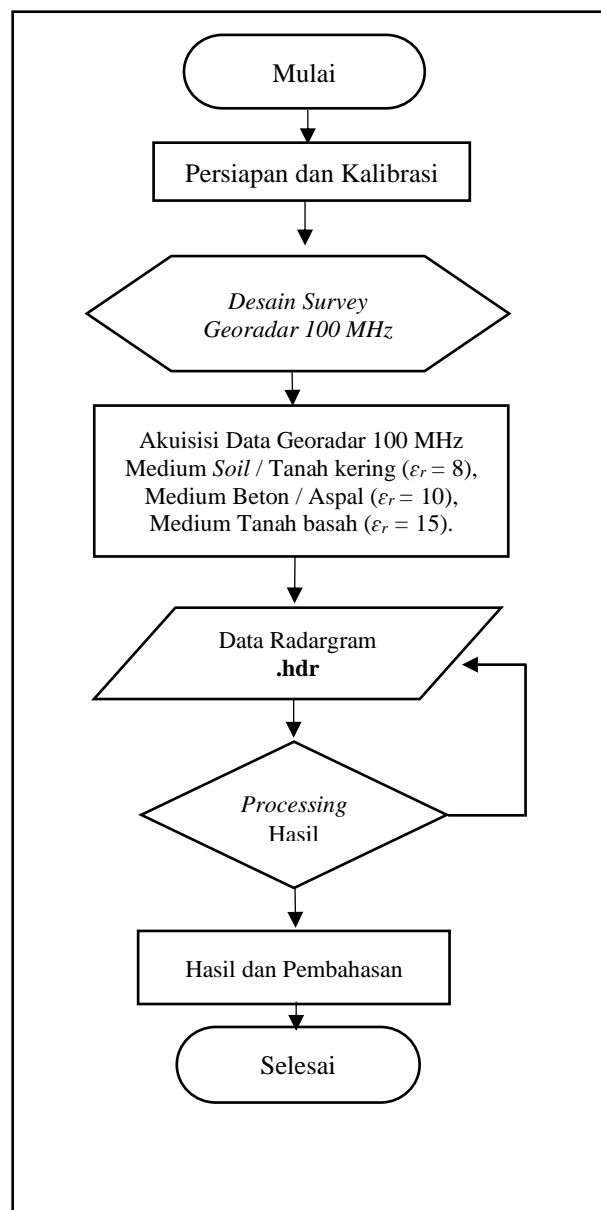 Mulai
Persiapan dan Kalibrasi
Desain Survey
Georadar 100 MHz
Akuisisi Data Georadar 100 MHz
Medium Soil / Tanah kering (εr = 8),
Medium Beton / Aspal (εr = 10),
Medium Tanah basah (εr = 15).
Data Radargram
.hdr
Processing
Hasil
Hasil dan Pembahasan
Selesai